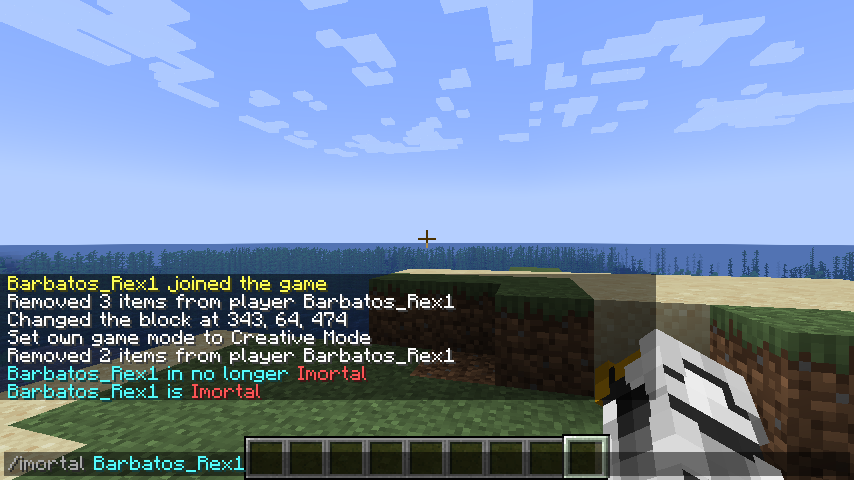 Barbatos_Rex1 joined the game
Removed 3 items from player Barbatos_Rex1
Changed the block at 343, 64, 474
Set own game mode to Creative Mode
Removed 2 items from player Barbatos_Rex1
Barbatos_Rex1 in no longer Imortal
Barbatos_Rex1 is Imortal
/imortal Barbatos_Rex1